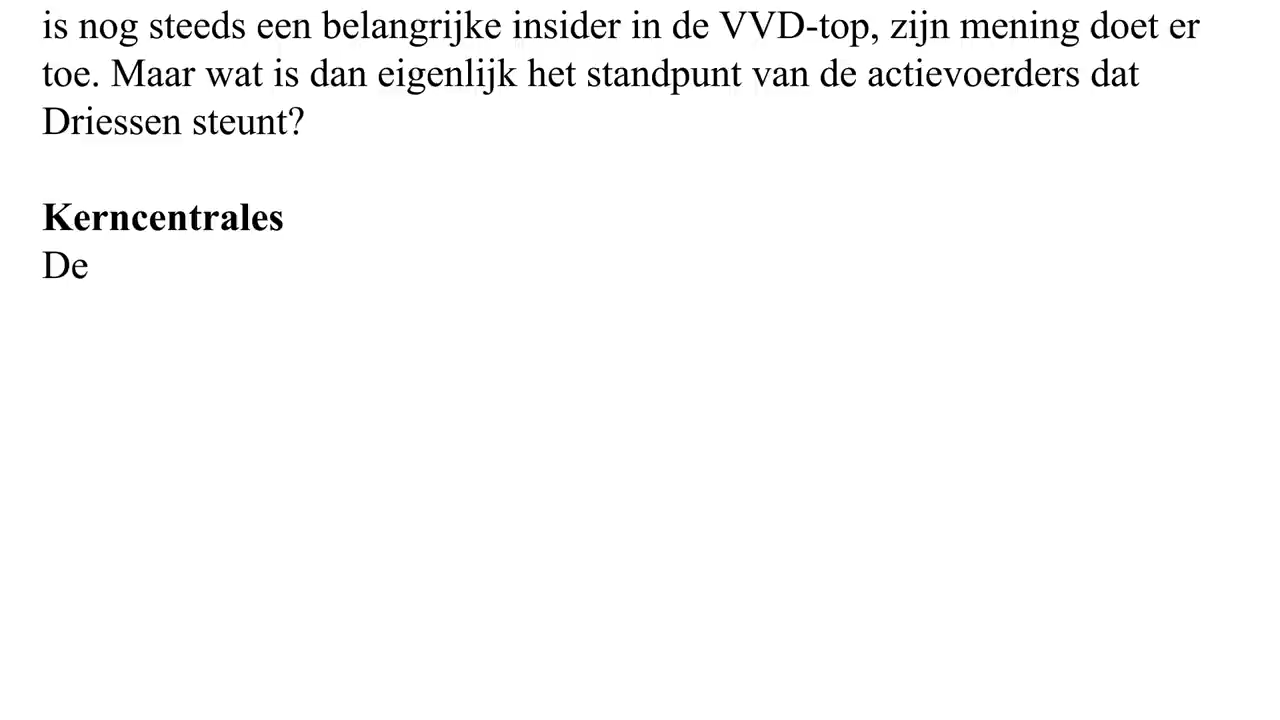 is nog steeds een belangrijke insider in de VVD-top, zijn mening doet er
toe. Maar wat is dan eigenlijk het standpunt van de actievoerders dat
Driessen steunt?
Kerncentrales
De